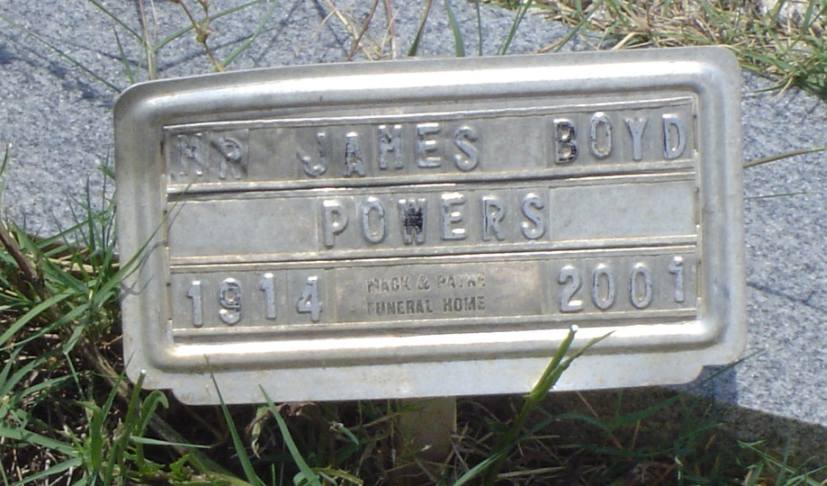 MR JAMES BOYD
POWERS
1914 MACK & PAYNE 2001
FUNERAL HOME